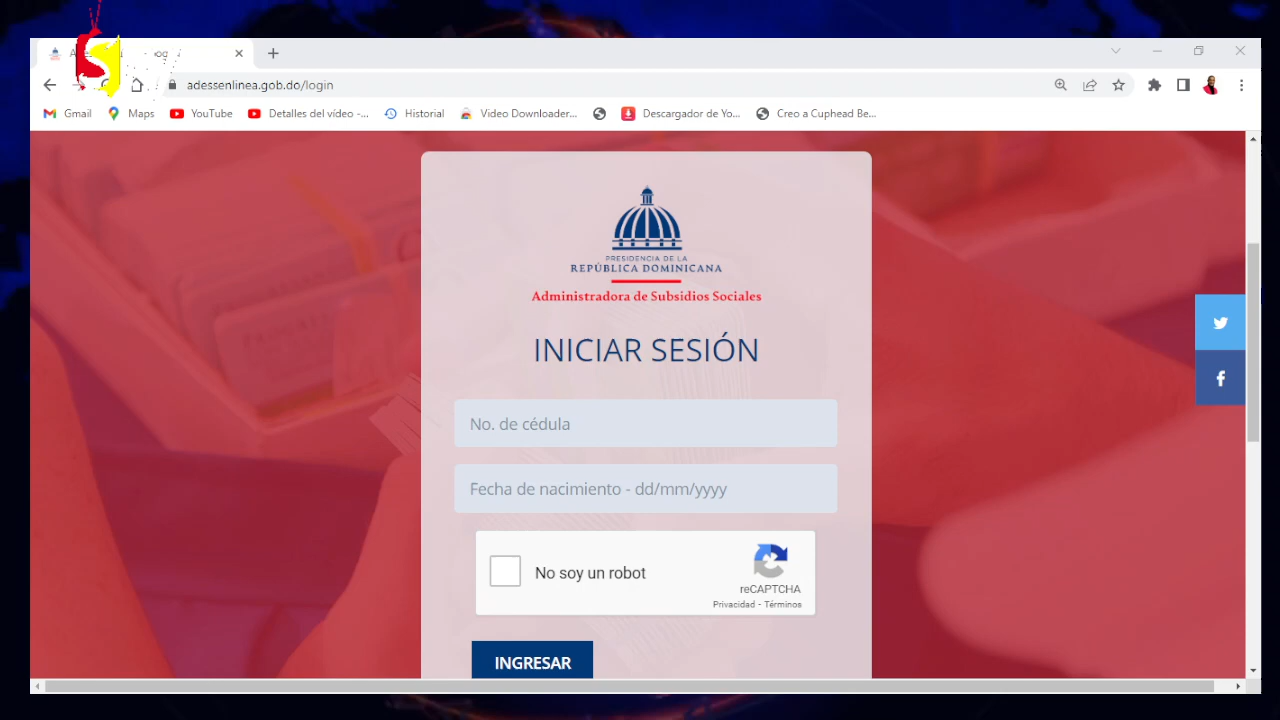 S
adessenlinea.gob.do/login
Gmail
Maps
YouTube
Detalles del vídeo -...
Historial
Video Downloader...
Descargador de Yo...
Creo a Cuphead Be...
PRESIDENCIA DE LA
REPÚBLICA DOMINICANA
Administradora de Subsidios Sociales
INICIAR SESIÓN
No. de cédula
Fecha de nacimiento - dd/mm/yyyy
No soy un robot
reCAPTCHA
Privacidad - Términos
INGRESAR